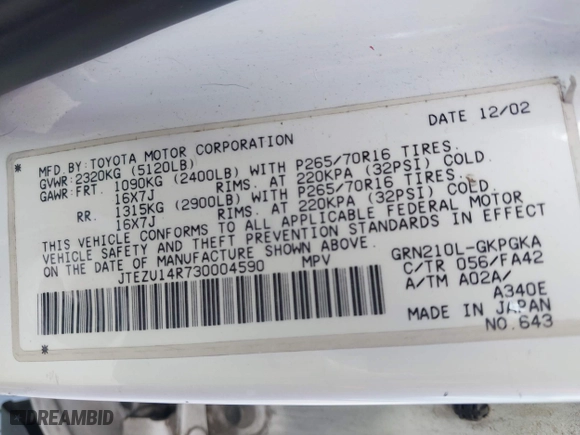 DATE 12/02
MFD.BY:TOYOTA MOTOR CORPORATION
GVWR:2320KG (5120LB)
GAWR:FRT. 1090KG (2400LB) WITH P265/70R16 TIRES.
16X7J RIMS. AT 220KPA (32PSI) COLD.
RR. 1315KG (2900LB) WITH P265/70R16 TIRES.
16X7J RIMS. AT 220KPA (32PSI) COLD.
THIS VEHICLE CONFORMS TO ALL APPLICABLE FEDERAL MOTOR
VEHICLE SAFETY AND THEFT PREVENTION STANDARDS IN EFFECT
ON THE DATE OF MANUFACTURE SHOWN ABOVE.
JTEZU14R730004590 MPV
GRN210L-GKPGKA
C/TR 056/FA42
A/TM A02A/
A340E
MADE IN JAPAN
NO.643
* *
DREAMBID